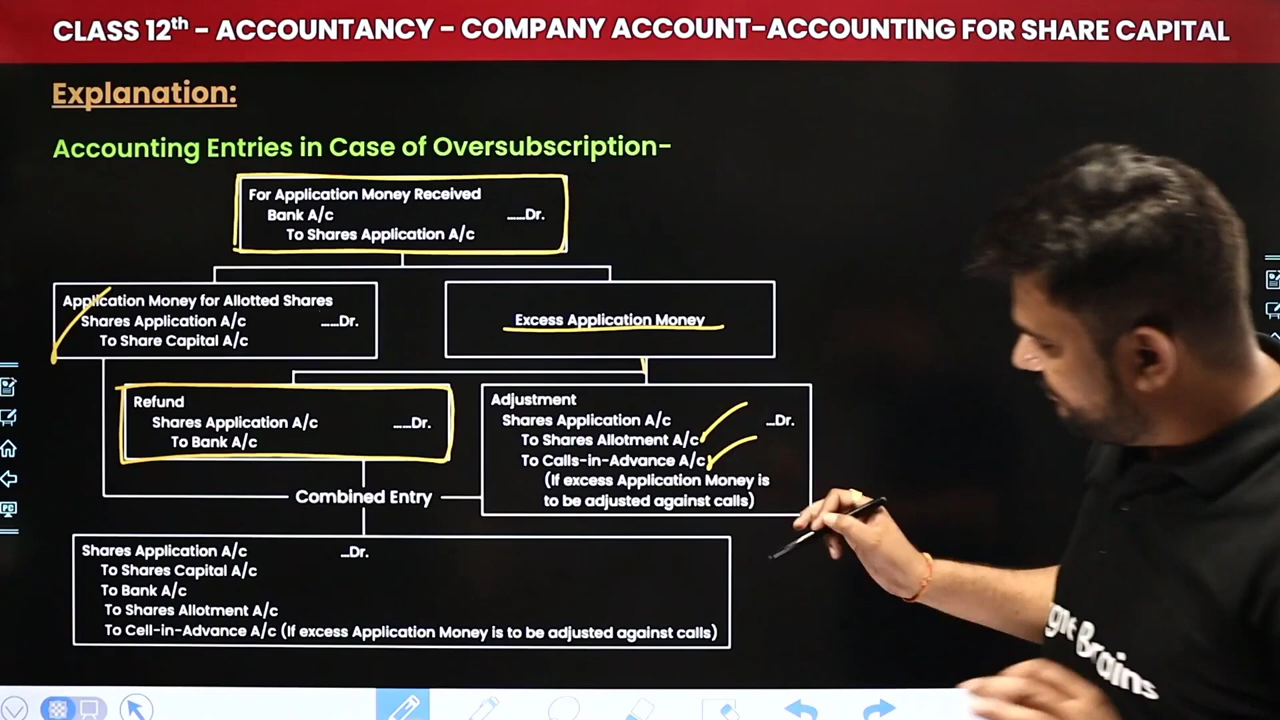 CLASS 12th - ACCOUNTANCY - COMPANY ACCOUNT-ACCOUNTING FOR SHARE CAPITAL
Explanation:
Accounting Entries in Case of Oversubscription-
For Application Money Received
Bank A/c ......Dr.
To Shares Application A/c
Application Money for Allotted Shares
Shares Application A/c ......Dr.
To Share Capital A/c
Excess Application Money
Refund
Shares Application A/c ......Dr.
To Bank A/c
Adjustment
Shares Application A/c ...Dr.
To Shares Allotment A/c
To Calls-in-Advance A/c
(If excess Application Money is
to be adjusted against calls)
Combined Entry
Shares Application A/c ...Dr.
To Shares Capital A/c
To Bank A/c
To Shares Allotment A/c
To Cell-in-Advance A/c (If excess Application Money is to be adjusted against calls)
Brains
PC